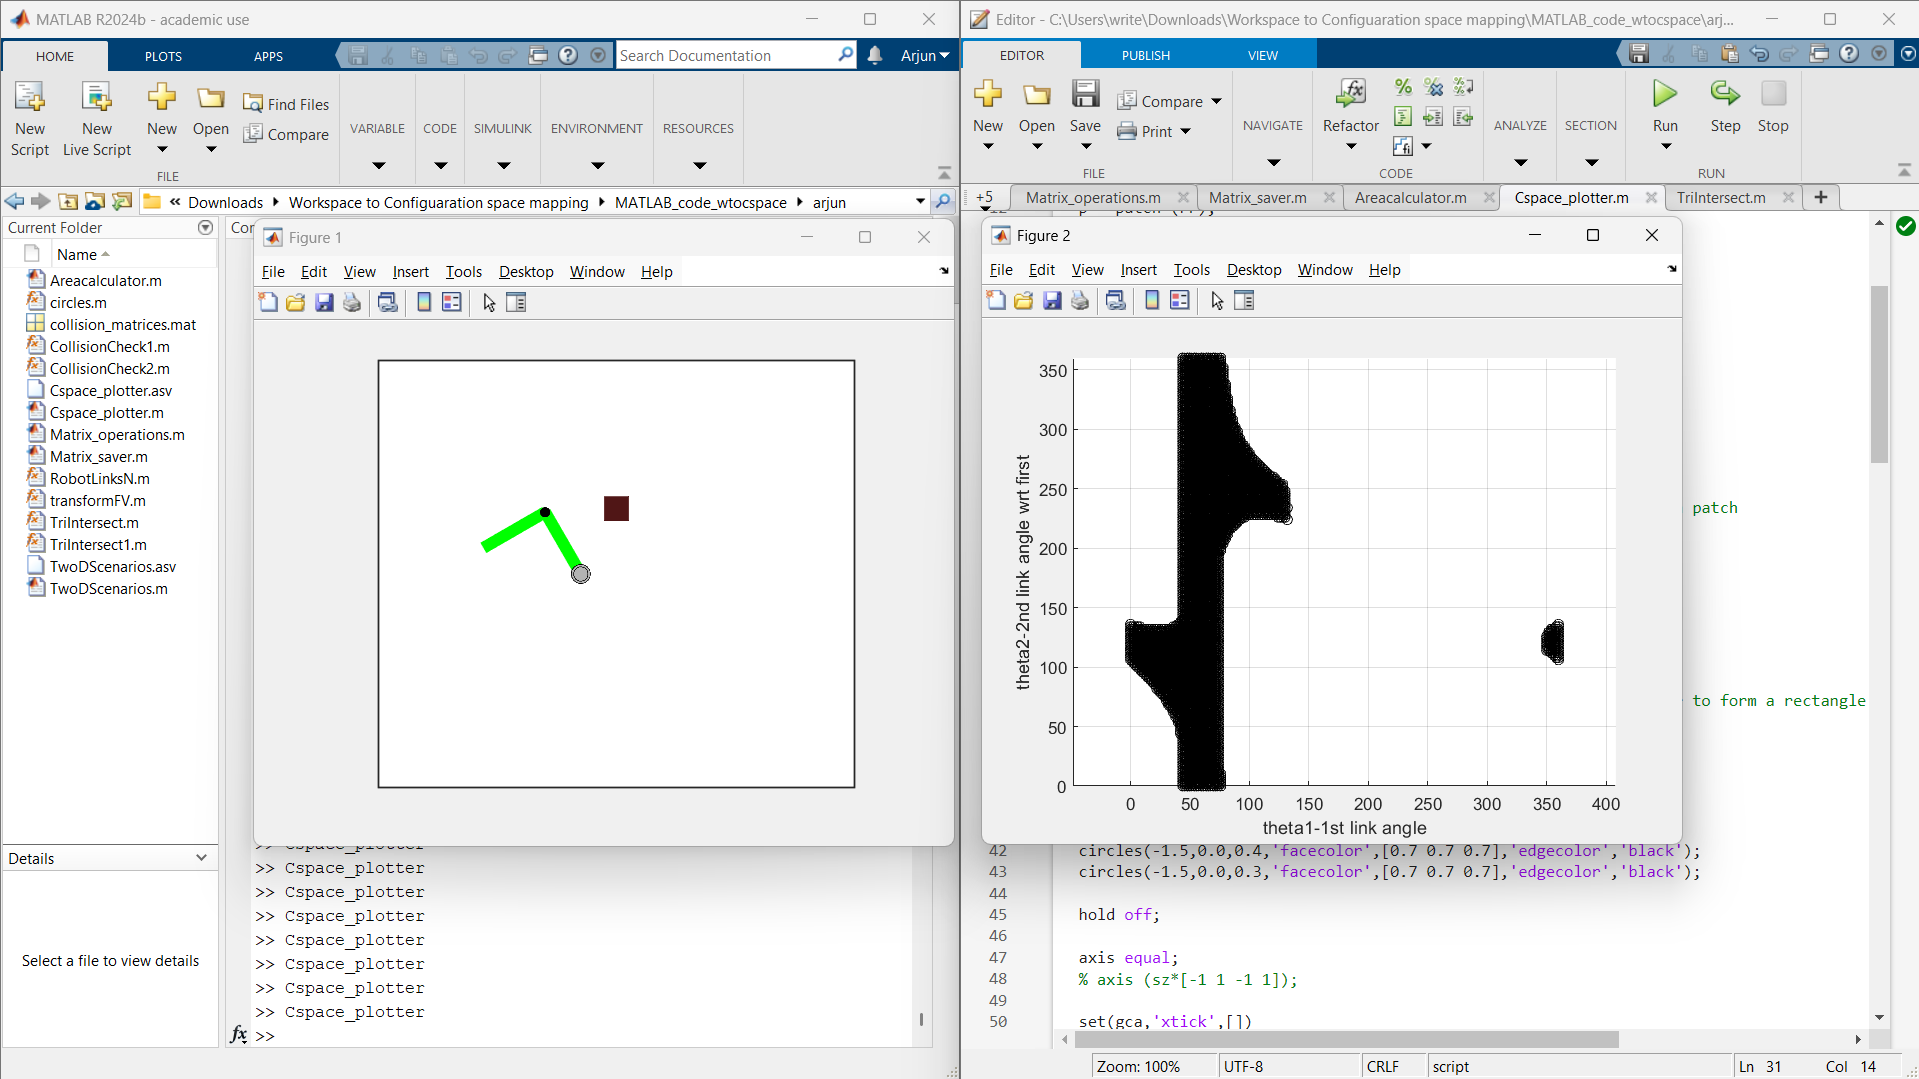 MATLAB R2024b - academic use
HOME PLOTS APPS
Search Documentation
Arjun
New Script
New Live Script
New
Open
Find Files
Compare
VARIABLE CODE SIMULINK ENVIRONMENT RESOURCES
FILE
« Downloads Workspace to Configuaration space mapping MATLAB_code_wtocspace arjun
Current Folder
Name
Areacalculator.m
circles.m
collision_matrices.mat
CollisionCheck1.m
CollisionCheck2.m
Cspace_plotter.asv
Cspace_plotter.m
Matrix_operations.m
Matrix_saver.m
RobotLinksN.m
transformFV.m
TriIntersect.m
TriIntersect1.m
TwoDScenarios.asv
TwoDScenarios.m
Details
Select a file to view details
Figure 1
File Edit View Insert Tools Desktop Window Help
>> Cspace_plotter
>> Cspace_plotter
>> Cspace_plotter
>> Cspace_plotter
>> Cspace_plotter
>> Cspace_plotter
>> Cspace_plotter
>> Cspace_plotter
fx >>
Editor - C:\Users\write\Downloads\Workspace to Configuaration space mapping\MATLAB_code_wtocspace\arj...
EDITOR PUBLISH VIEW
New
Open
Save
Compare
Print
NAVIGATE
Refactor
fi
ANALYZE
SECTION
Run
Step
Stop
FILE CODE RUN
+5 Matrix_operations.m Matrix_saver.m Areacalculator.m Cspace_plotter.m TriIntersect.m
Figure 2
File Edit View Insert Tools Desktop Window Help
theta2-2nd link angle wrt first
350
300
250
200
150
100
50
0
0 50 100 150 200 250 300 350 400
theta1-1st link angle
patch
to form a rectangle
42 circles(-1.5,0.0,0.4,'facecolor',[0.7 0.7 0.7],'edgecolor','black');
43 circles(-1.5,0.0,0.3,'facecolor',[0.7 0.7 0.7],'edgecolor','black');
44
45 hold off;
46
47 axis equal;
48 % axis (sz*[-1 1 -1 1]);
49
50 set(gca,'xtick',[])
Zoom: 100% UTF-8 CRLF script Ln 31 Col 14